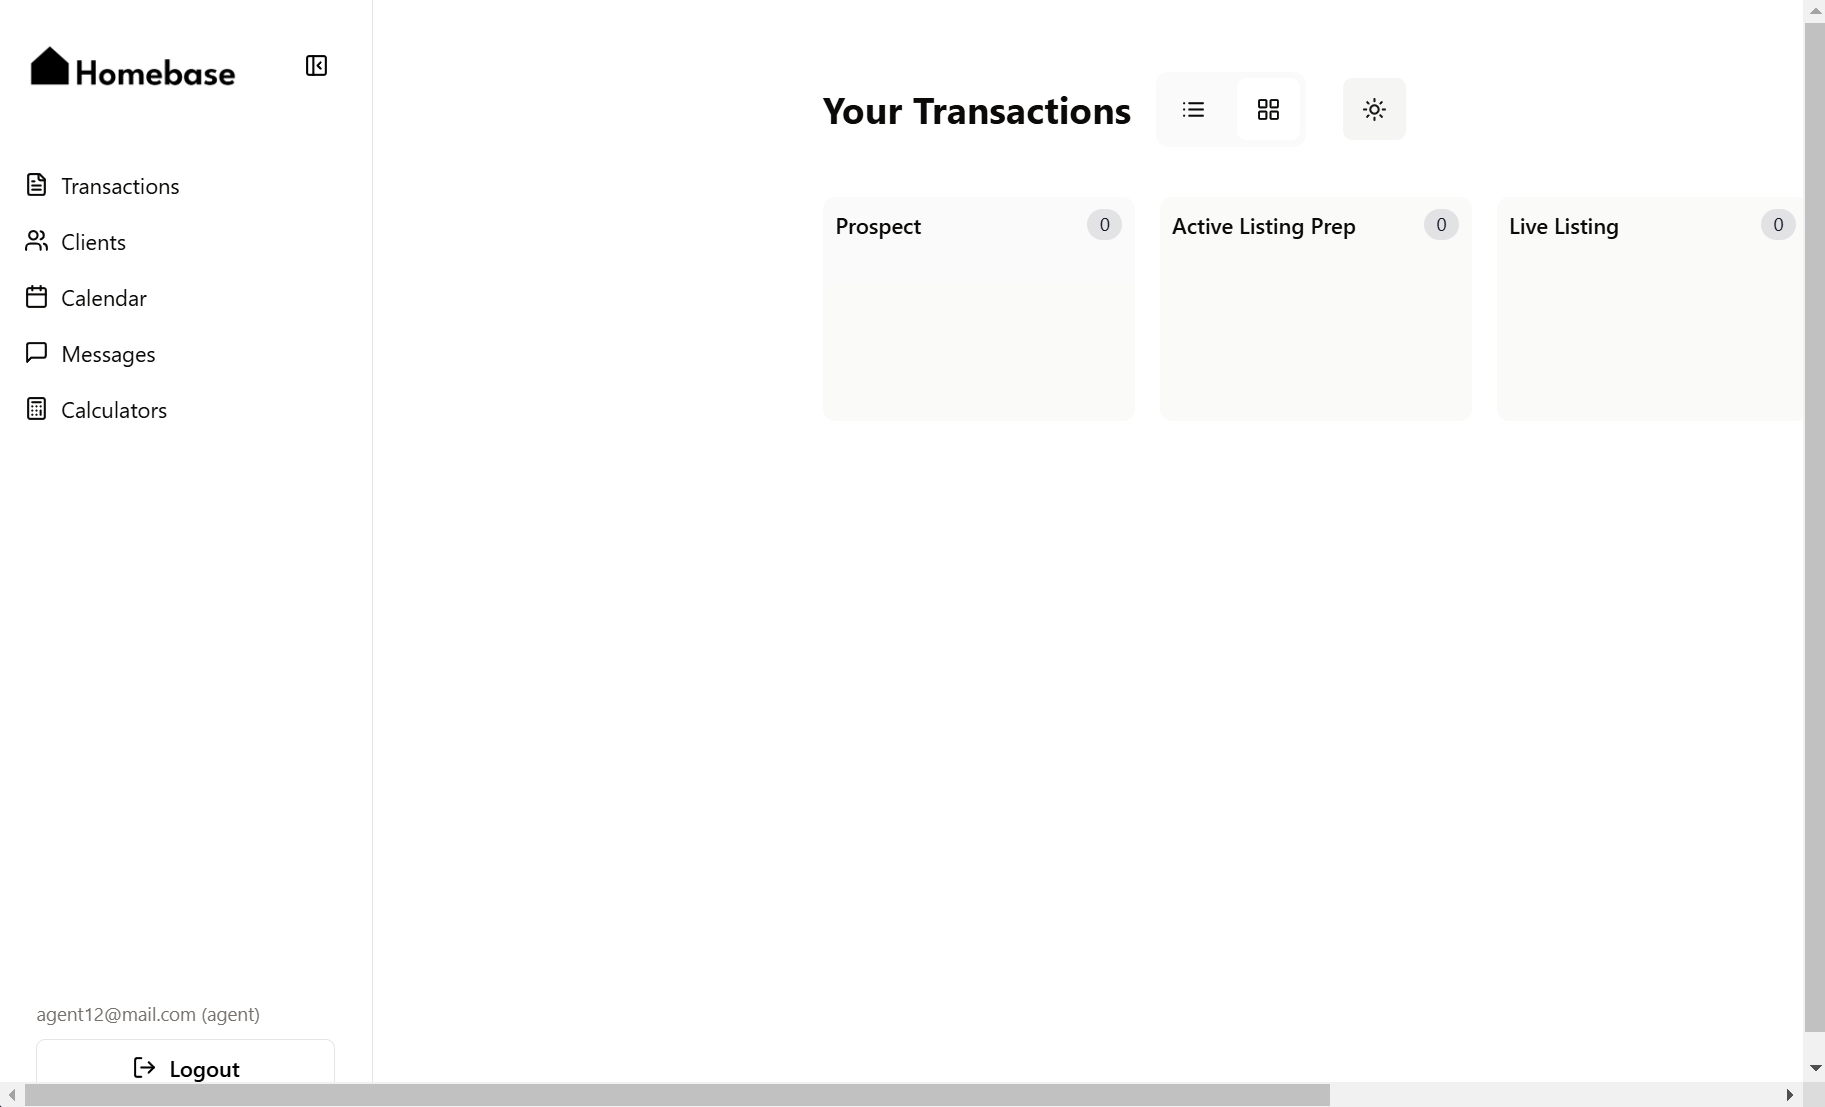 Homebase
Transactions
Clients
Calendar
Messages
Calculators
agent12@mail.com (agent)
Logout
Your Transactions
Prospect 0
Active Listing Prep 0
Live Listing 0